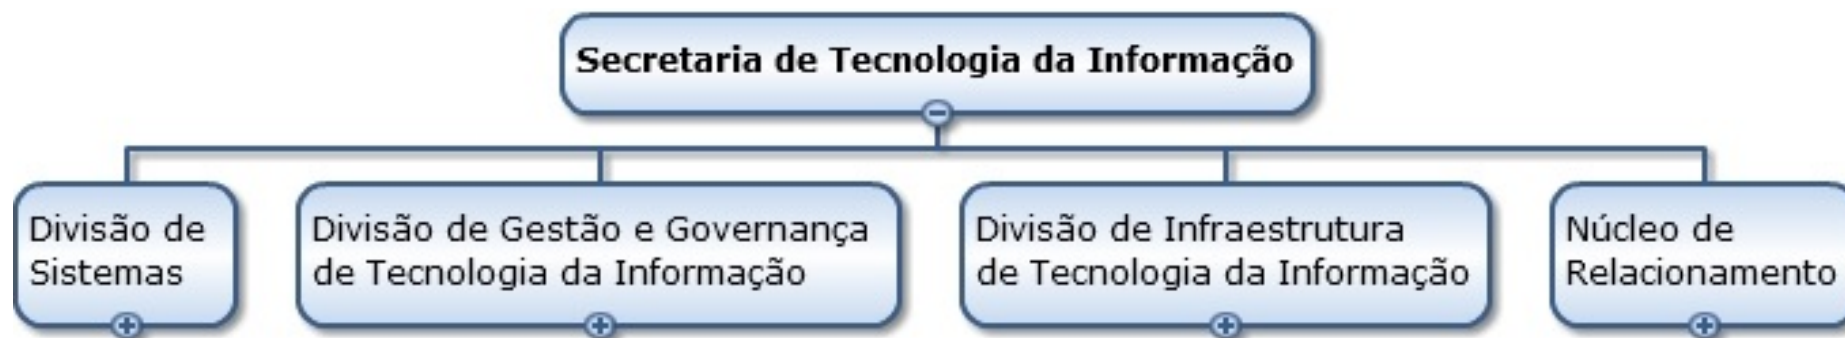 Secretaria de Tecnologia da Informação
Divisão de
Sistemas
Divisão de Gestão e Governança
de Tecnologia da Informação
Divisão de Infraestrutura
de Tecnologia da Informação
Núcleo de
Relacionamento